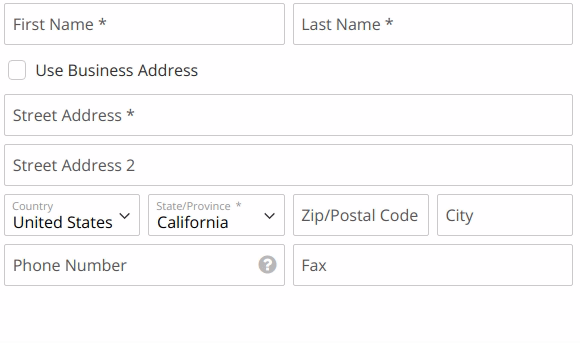 First Name * Last Name *
Use Business Address
Street Address *
Street Address 2
Country State/Province *
United States California Zip/Postal Code City
Phone Number ? Fax